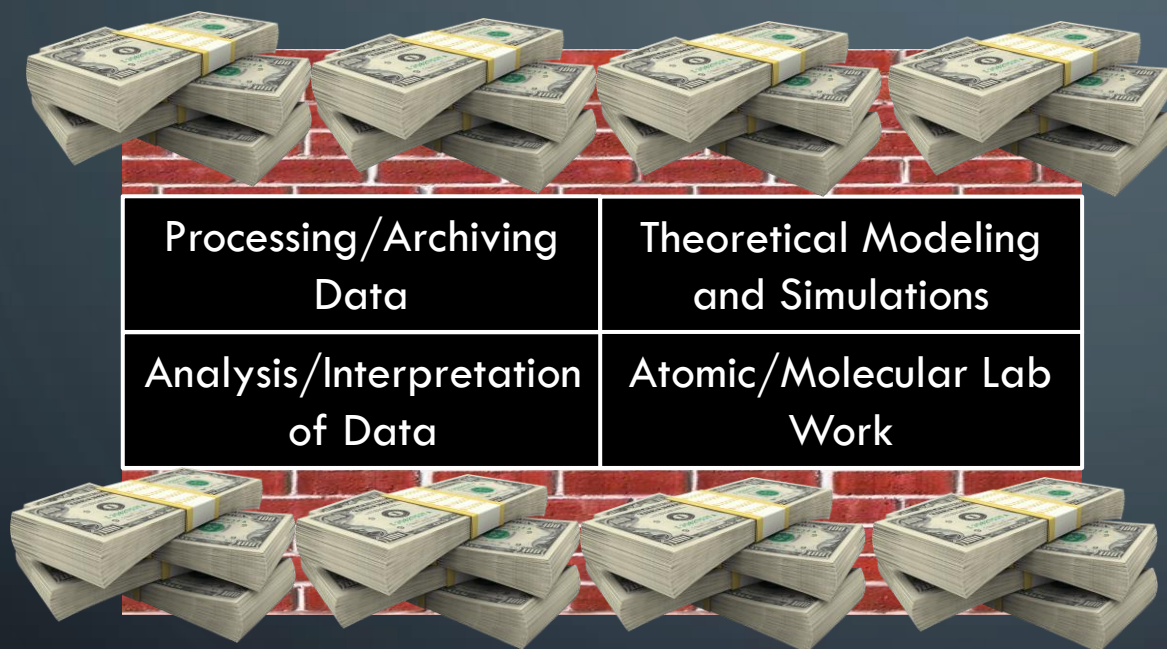 Processing/Archiving
Data
Theoretical Modeling
and Simulations
Analysis/Interpretation
of Data
Atomic/Molecular Lab
Work